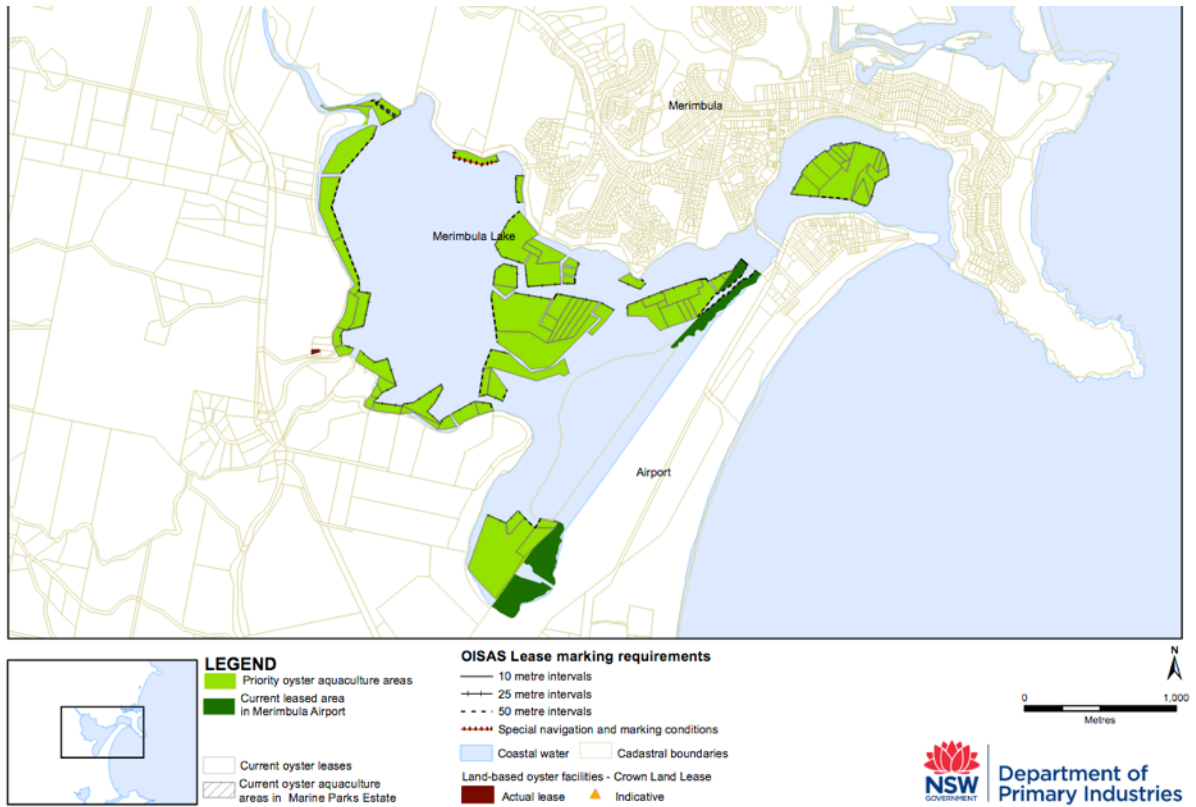 Merimbula
Merimbula Lake
Airport
LEGEND
Priority oyster aquaculture areas
Current leased area
in Merimbula Airport
Current oyster leases
Current oyster aquaculture
areas in Marine Parks Estate
OISAS Lease marking requirements
10 metre intervals
25 metre intervals
50 metre intervals
Special navigation and marking conditions
Coastal water
Cadastral boundaries
Land-based oyster facilities - Crown Land Lease
Actual lease
Indicative
N
0
1,000
Metres
NSW
GOVERNMENT
Department of
Primary Industries